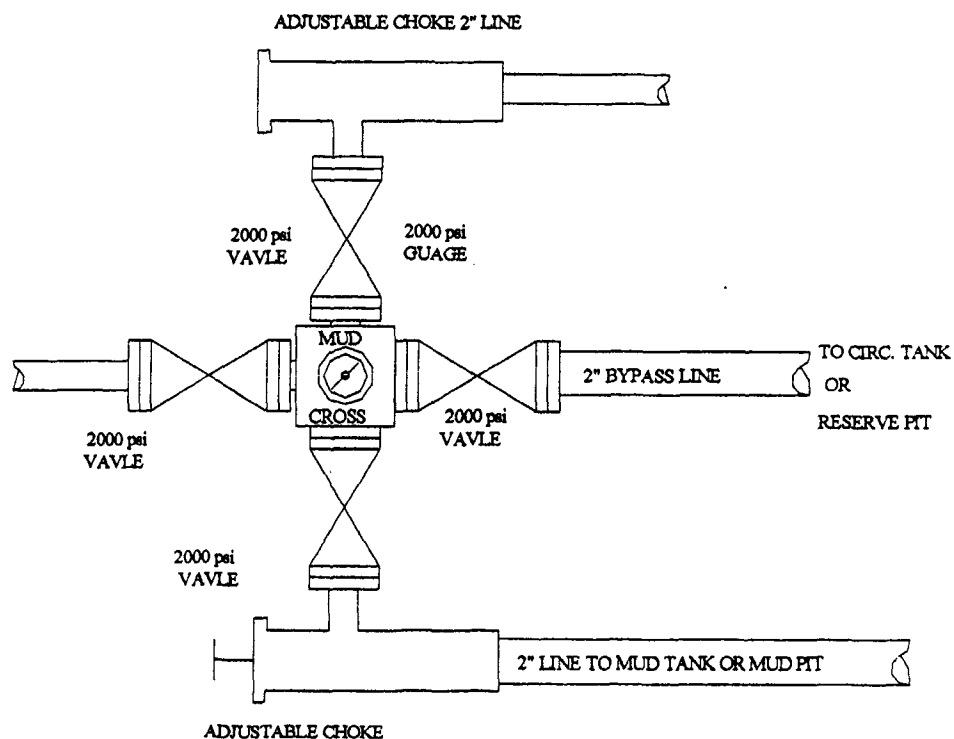 ADJUSTABLE CHOKE 2" LINE
2000 psi
VAVLE
2000 psi
GUAGE
MUD
CROSS
2" BYPASS LINE
TO CIRC. TANK
OR
RESERVE PIT
2000 psi
VAVLE
2000 psi
VAVLE
2000 psi
VAVLE
2" LINE TO MUD TANK OR MUD PIT
ADJUSTABLE CHOKE